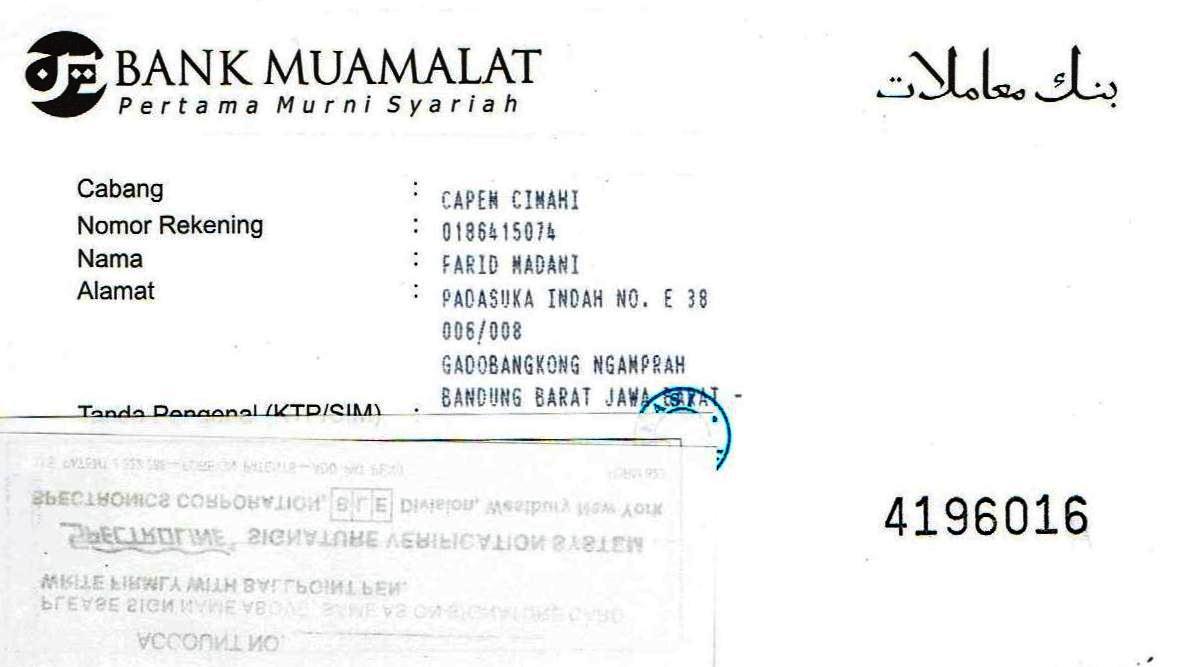 BANK MUAMALAT
Pertama Murni Syariah
بنك معاملات
Cabang : CAPEM CIMAHI
Nomor Rekening : 0186415074
Nama : FARID MADANI
Alamat : PADASUKA INDAH NO. E 38
006/008
GADOBANGKONG NGAMPRAH
BANDUNG BARAT JAWA BARAT -
Tanda Pengenal (KTP/SIM) :
4196016
ACCOUNT NO.
PLEASE SIGN NAME ABOVE, SAME AS ON SIGNATURE CARD
WRITE FIRMLY WITH BALLPOINT PEN.
SPECTROLINE, SIGNATURE VERIFICATION SYSTEM
SPECTRONICS CORPORATION, BLE Division, Westbury New York